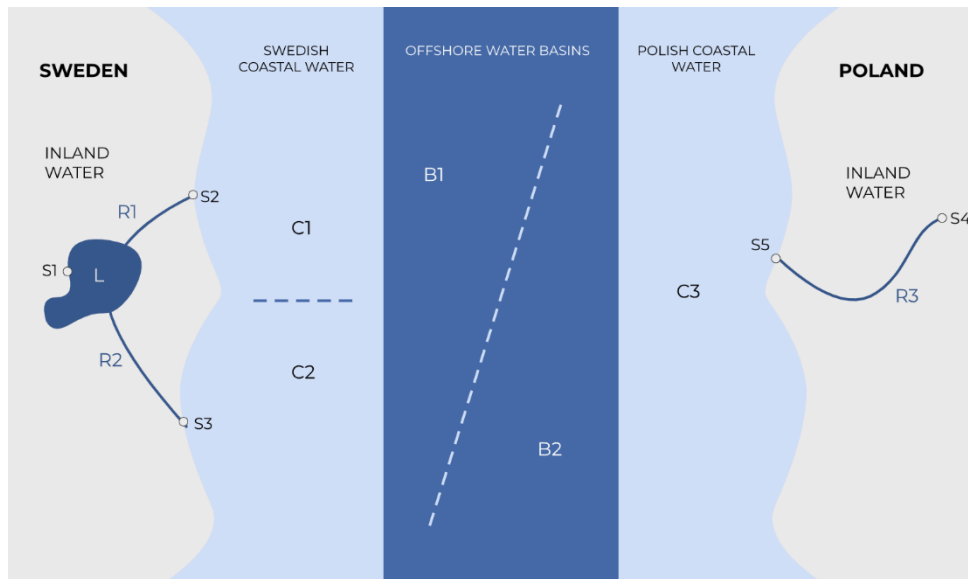 SWEDISH
COASTAL WATER
OFFSHORE WATER BASINS
POLISH COASTAL
WATER
SWEDEN
POLAND
INLAND
WATER
INLAND
WATER
B1
R1
S2
C1
S4
S5
S1
L
C3
R3
R2
C2
S3
B2